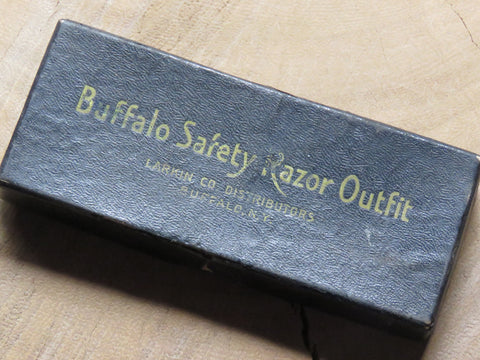 Buffalo Safety Razor Outfit
LARKIN CO. DISTRIBUTORS
BUFFALO, N.Y.